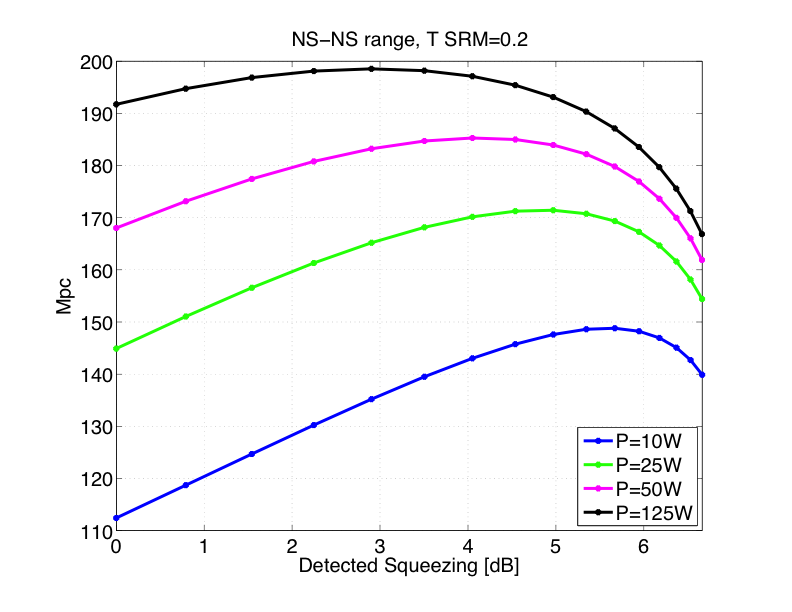 NS−NS range, T SRM=0.2
200
190
180
170
160
150
140
130
120
110
Mpc
0 1 2 3 4 5 6
Detected Squeezing [dB]
P=10W
P=25W
P=50W
P=125W